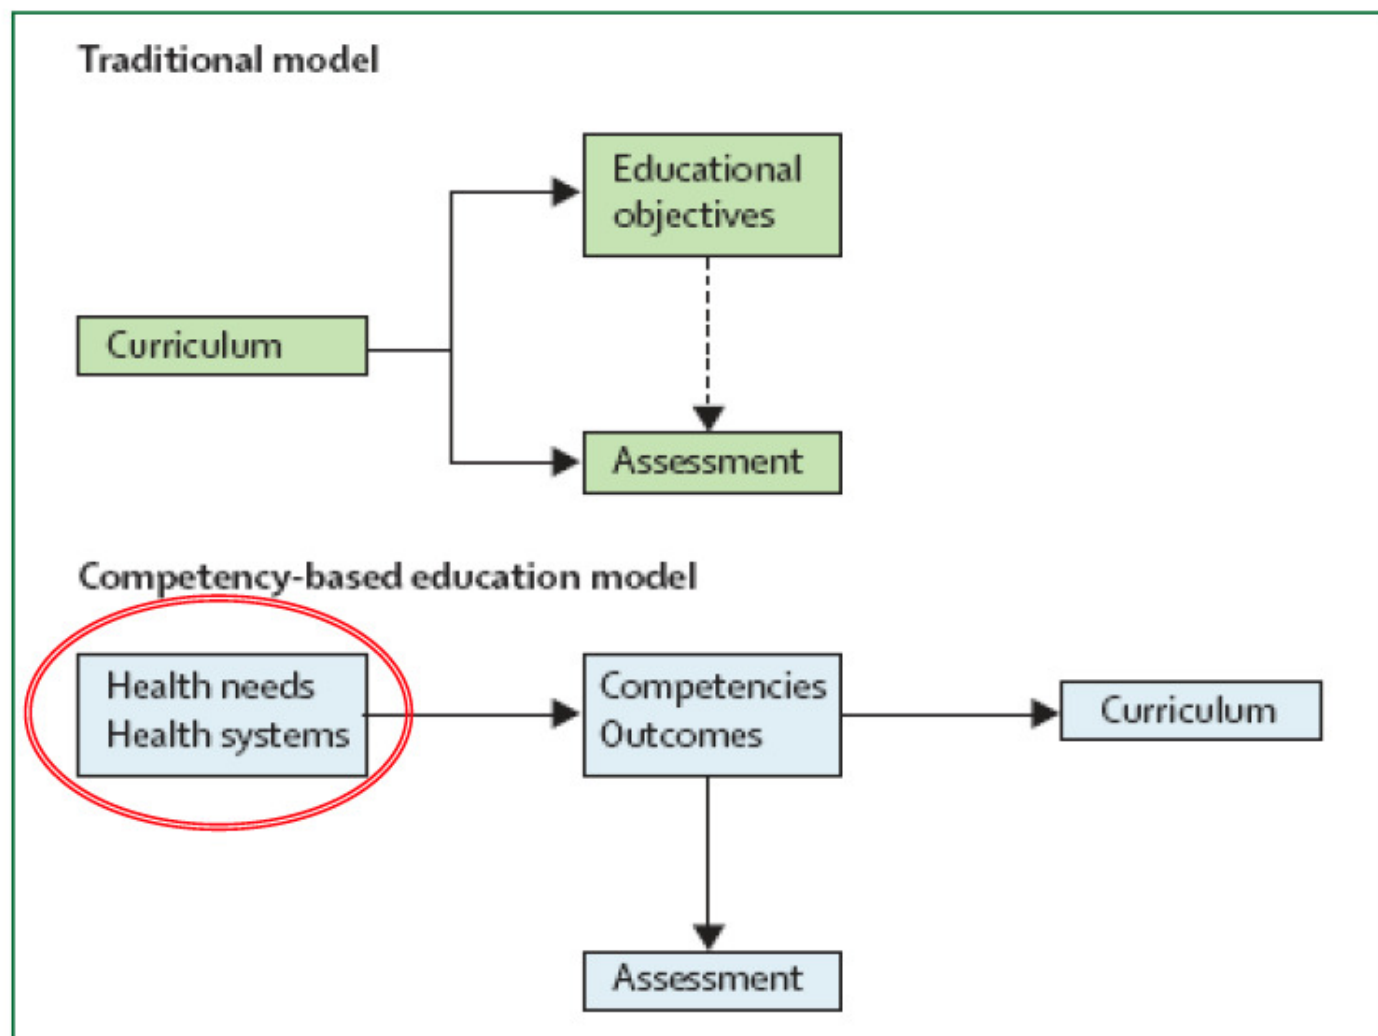 Traditional model
Educational
objectives
Curriculum
Assessment
Competency-based education model
Health needs
Health systems
Competencies
Outcomes
Curriculum
Assessment